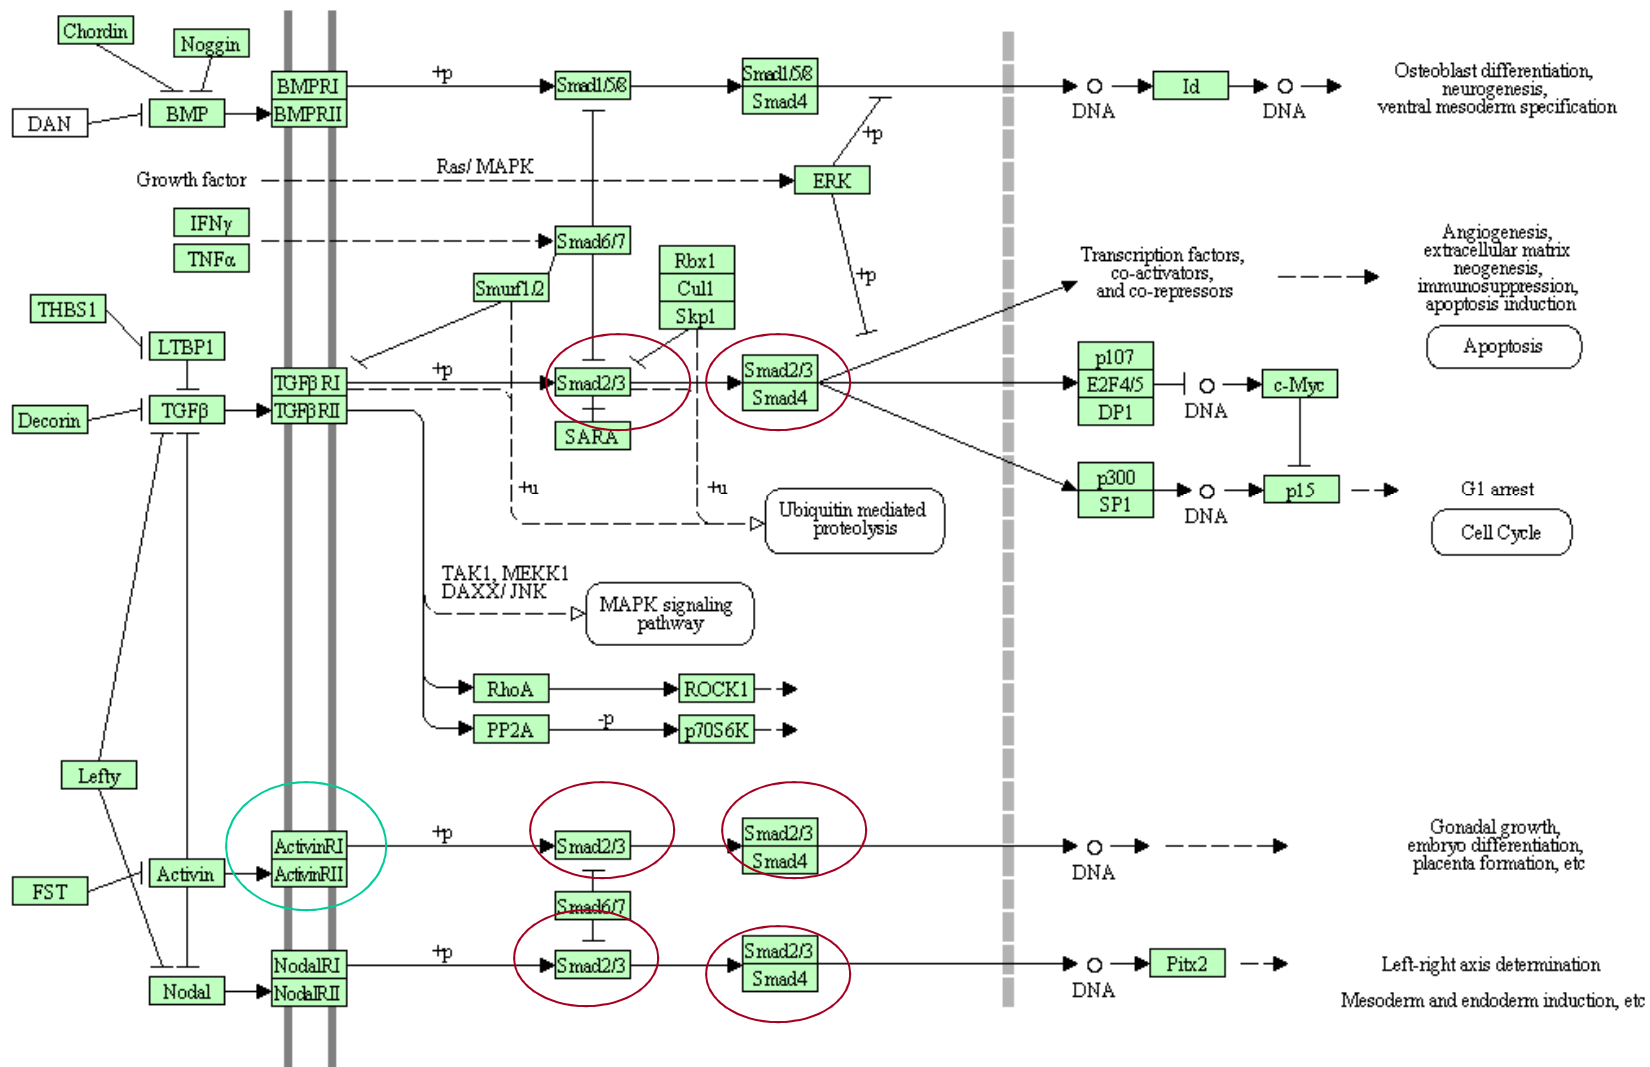 Chordin
Noggin
DAN
BMP
BMPRI
BMPRII
+p
Smad1/5/8
Smad1/5/8
Smad4
DNA
Id
DNA
Osteoblast differentiation,
neurogenesis,
ventral mesoderm specification
+p
Growth factor
Ras/ MAPK
ERK
IFNγ
TNFα
Smad6/7
Smurf1/2
Rbx1
Cul1
Skp1
+p
Transcription factors,
co-activators,
and co-repressors
Angiogenesis,
extracellular matrix
neogenesis,
immunosuppression,
apoptosis induction
Apoptosis
THBS1
LTBP1
Decorin
TGFβ
TGFβ RI
TGFβRII
+p
Smad2/3
SARA
Smad2/3
Smad4
p107
E2F4/5
DP1
DNA
c-Myc
p300
SP1
DNA
p15
G1 arrest
Cell Cycle
+u
+u
Ubiquitin mediated
proteolysis
TAK1, MEKK1
DAXX/ JNK
MAPK signaling
pathway
RhoA
ROCK1
PP2A
-p
p70S6K
Lefty
FST
Activin
ActivinRI
ActivinRII
+p
Smad2/3
Smad2/3
Smad4
DNA
Gonadal growth,
embryo differentiation,
placenta formation, etc
Smad6/7
Nodal
NodalRI
NodalRII
+p
Smad2/3
Smad2/3
Smad4
DNA
Pitx2
Left-right axis determination
Mesoderm and endoderm induction, etc